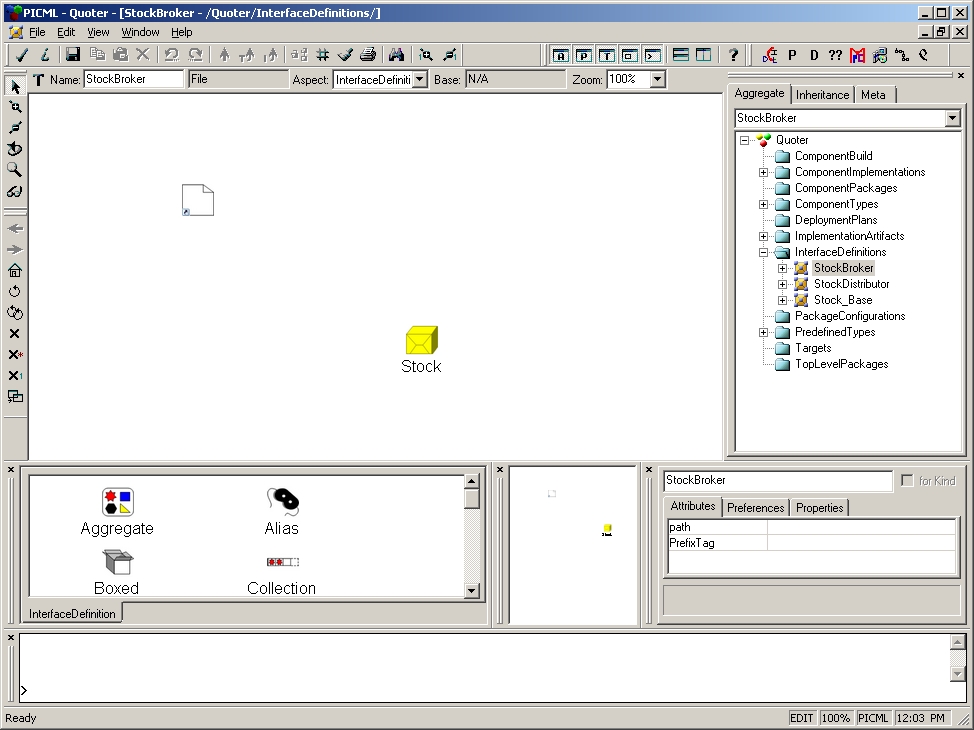 PICML - Quoter - [StockBroker - /Quoter/InterfaceDefinitions/]
File Edit View Window Help
A P T P D ??
Name: StockBroker File Aspect: InterfaceDefiniti Base: N/A Zoom: 100%
Aggregate Inheritance Meta
StockBroker
Quoter
ComponentBuild
ComponentImplementations
ComponentPackages
ComponentTypes
DeploymentPlans
ImplementationArtifacts
InterfaceDefinitions
StockBroker
StockDistributor
Stock_Base
PackageConfigurations
PredefinedTypes
Targets
TopLevelPackages
Stock
Aggregate Alias
Boxed Collection
InterfaceDefinition
StockBroker for Kind
Attributes Preferences Properties
path
PrefixTag
>
Ready EDIT 100% PICML 12:03 PM